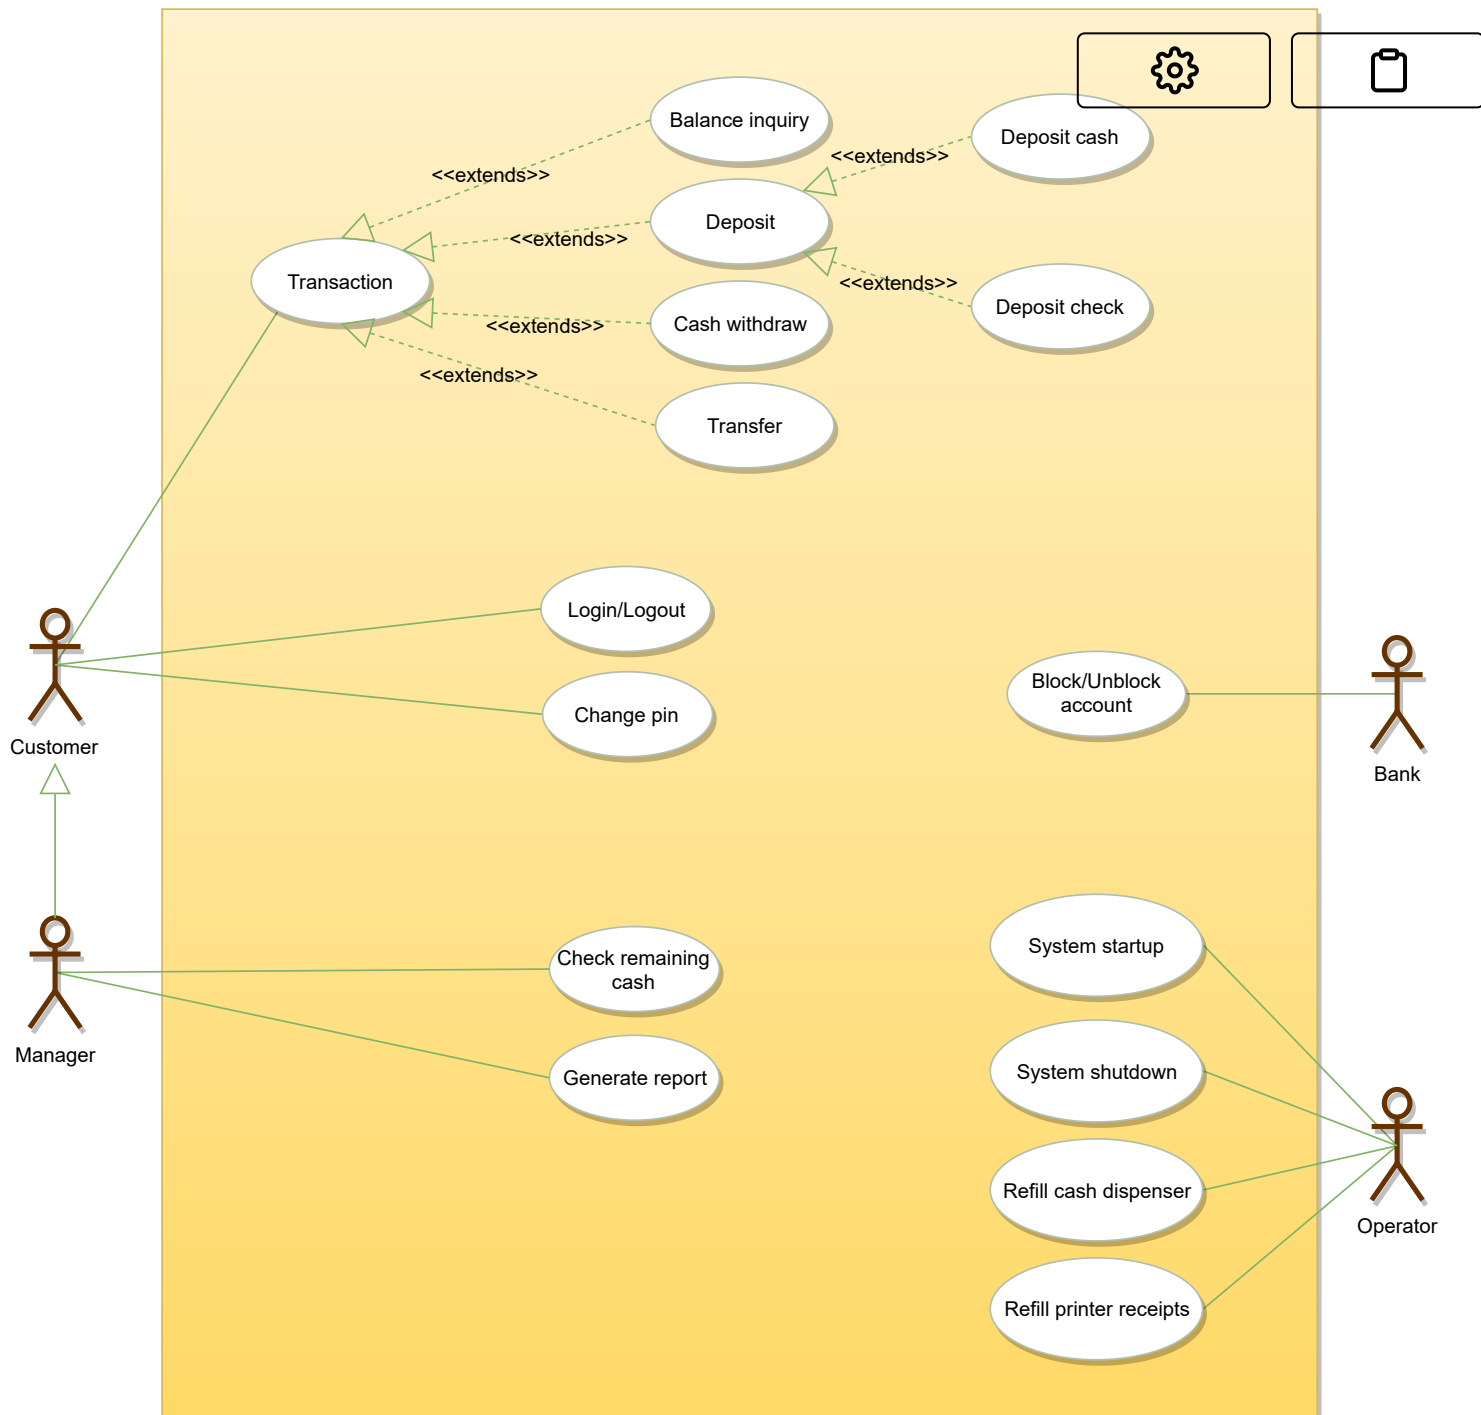 Balance inquiry
Deposit cash
<<extends>>
<<extends>>
Deposit
<<extends>>
Transaction
<<extends>>
Deposit check
Cash withdraw
<<extends>>
<<extends>>
Transfer
Login/Logout
Block/Unblock
account
Change pin
Customer
Bank
System startup
Check remaining
cash
Manager
System shutdown
Generate report
Refill cash dispenser
Operator
Refill printer receipts